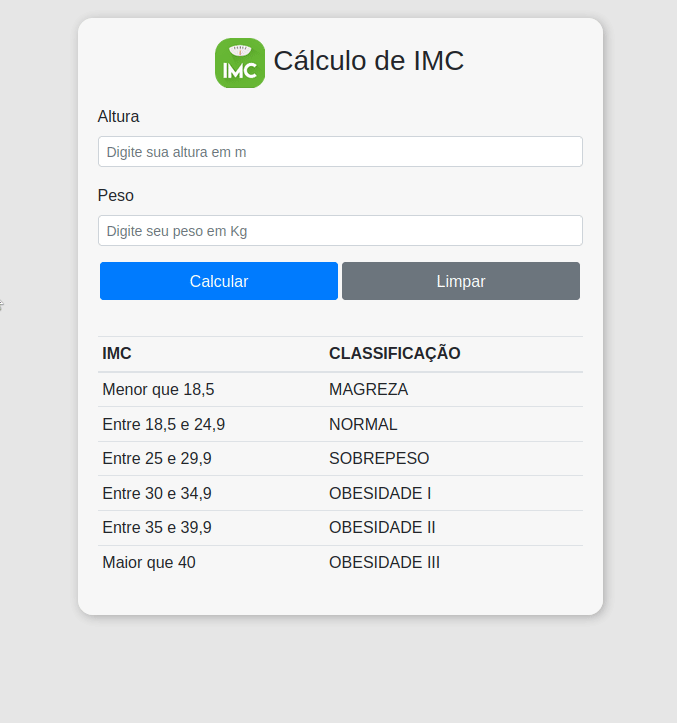 IMC Cálculo de IMC
Altura
Digite sua altura em m
Peso
Digite seu peso em Kg
Calcular Limpar
IMC CLASSIFICAÇÃO
Menor que 18,5 MAGREZA
Entre 18,5 e 24,9 NORMAL
Entre 25 e 29,9 SOBREPESO
Entre 30 e 34,9 OBESIDADE I
Entre 35 e 39,9 OBESIDADE II
Maior que 40 OBESIDADE III